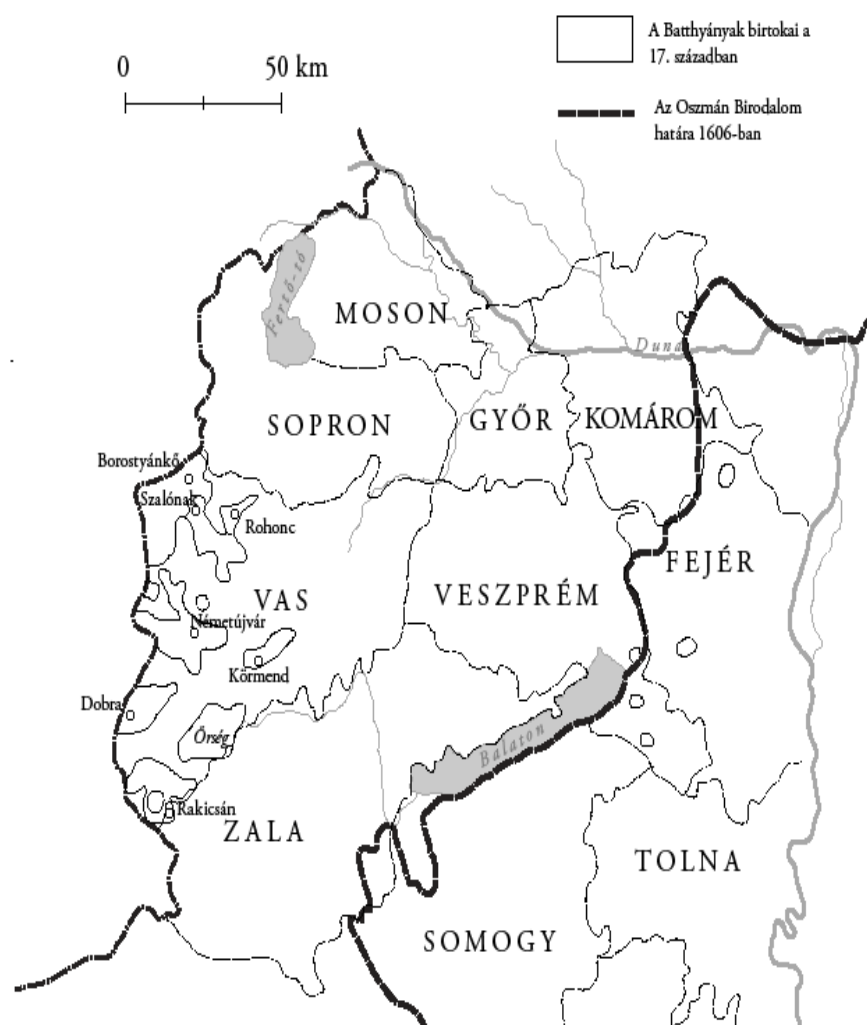 A Batthyányak birtokai a
17. században
0 50 km
Az Oszmán Birodalom
határa 1606-ban
Fertő-tó
MOSON
Duna
SOPRON
GYŐR
KOMÁROM
Borostyánkő
Szalónak
Rohonc
FEJÉR
VAS
VESZPRÉM
Németújvár
Körmend
Dobra
Őrség
Balaton
Rakicsán
ZALA
TOLNA
SOMOGY